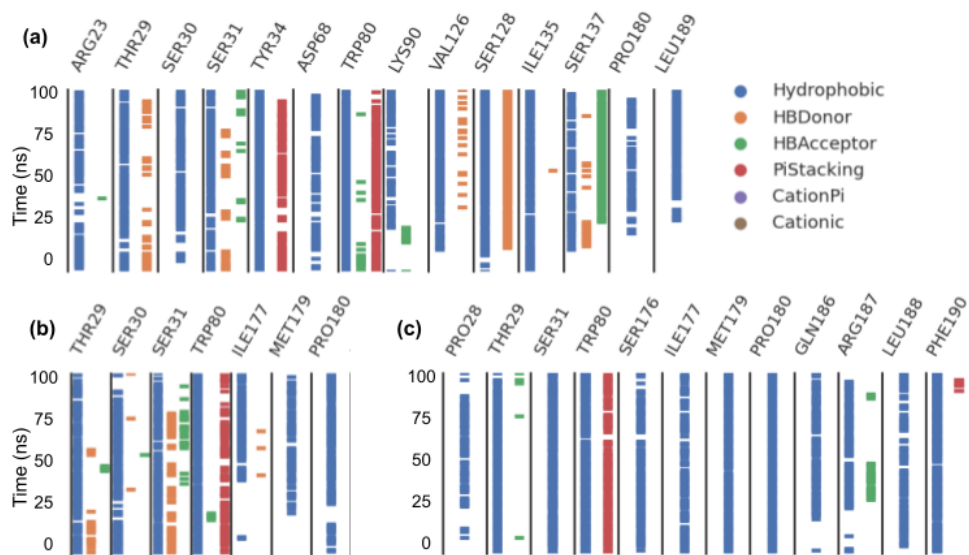 (a)
ARG23 THR29 SER30 SER31 TYR34 ASP68 TRP80 LYS90 VAL126 SER128 ILE135 SER137 PRO180 LEU189
Time (ns)
100
75
50
25
0
Hydrophobic
HBDonor
HBAcceptor
PiStacking
CationPi
Cationic
(b)
THR29 SER30 SER31 TRP80 ILE177 MET179 PRO180
Time (ns)
100
75
50
25
0
(c)
PRO28 THR29 SER31 TRP80 SER176 ILE177 MET179 PRO180 GLN186 ARG187 LEU188 PHE190
Time (ns)
100
75
50
25
0